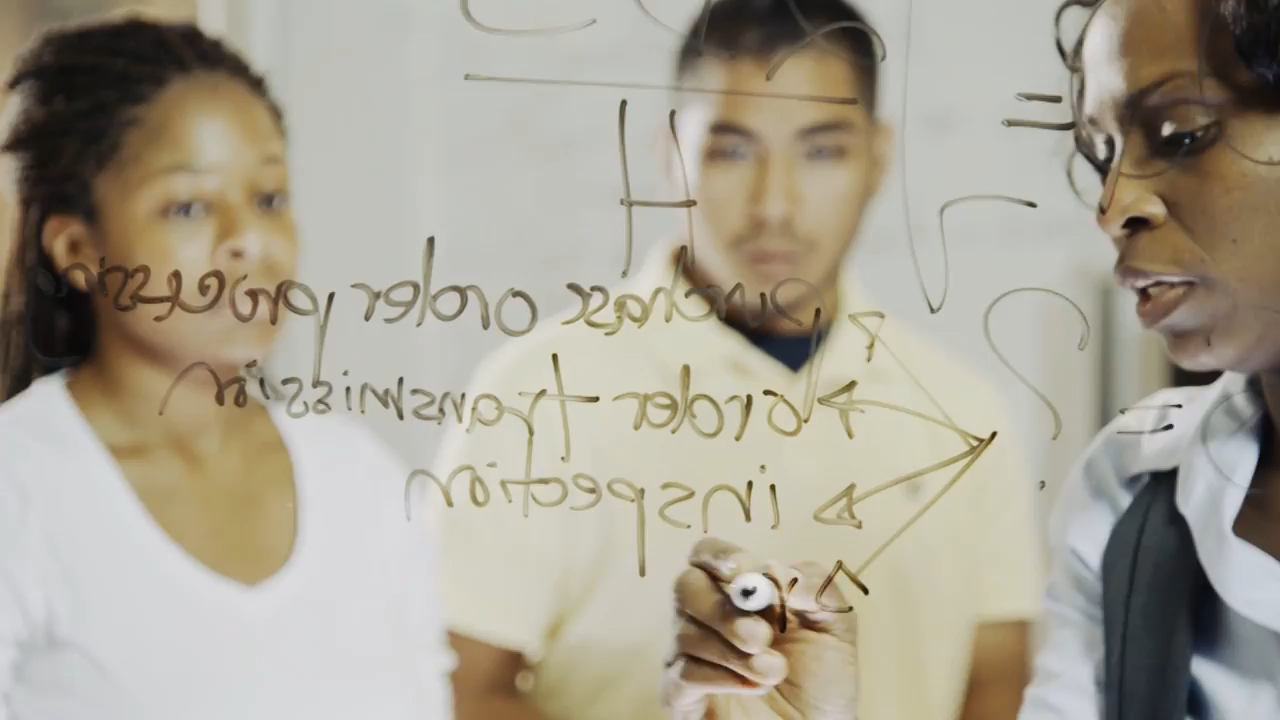 H
purchase order processing
order transmission
inspection
r